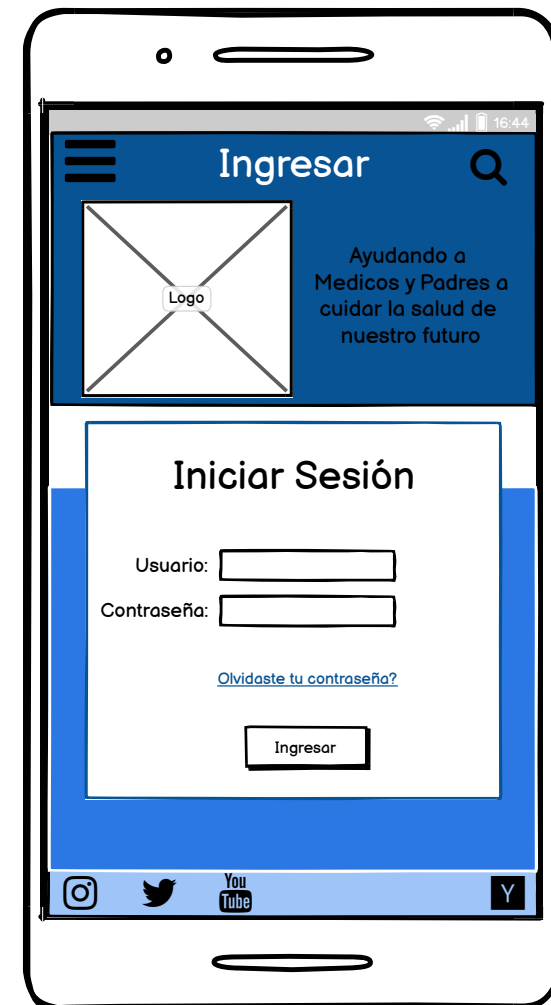 16:44
Ingresar
Logo
Ayudando a
Medicos y Padres a
cuidar la salud de
nuestro futuro
Iniciar Sesión
Usuario:
Contraseña:
Olvidaste tu contraseña?
Ingresar
You
Tube
Y